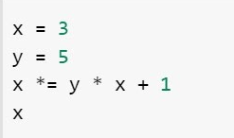 x = 3
y = 5
x *= y * x + 1
x